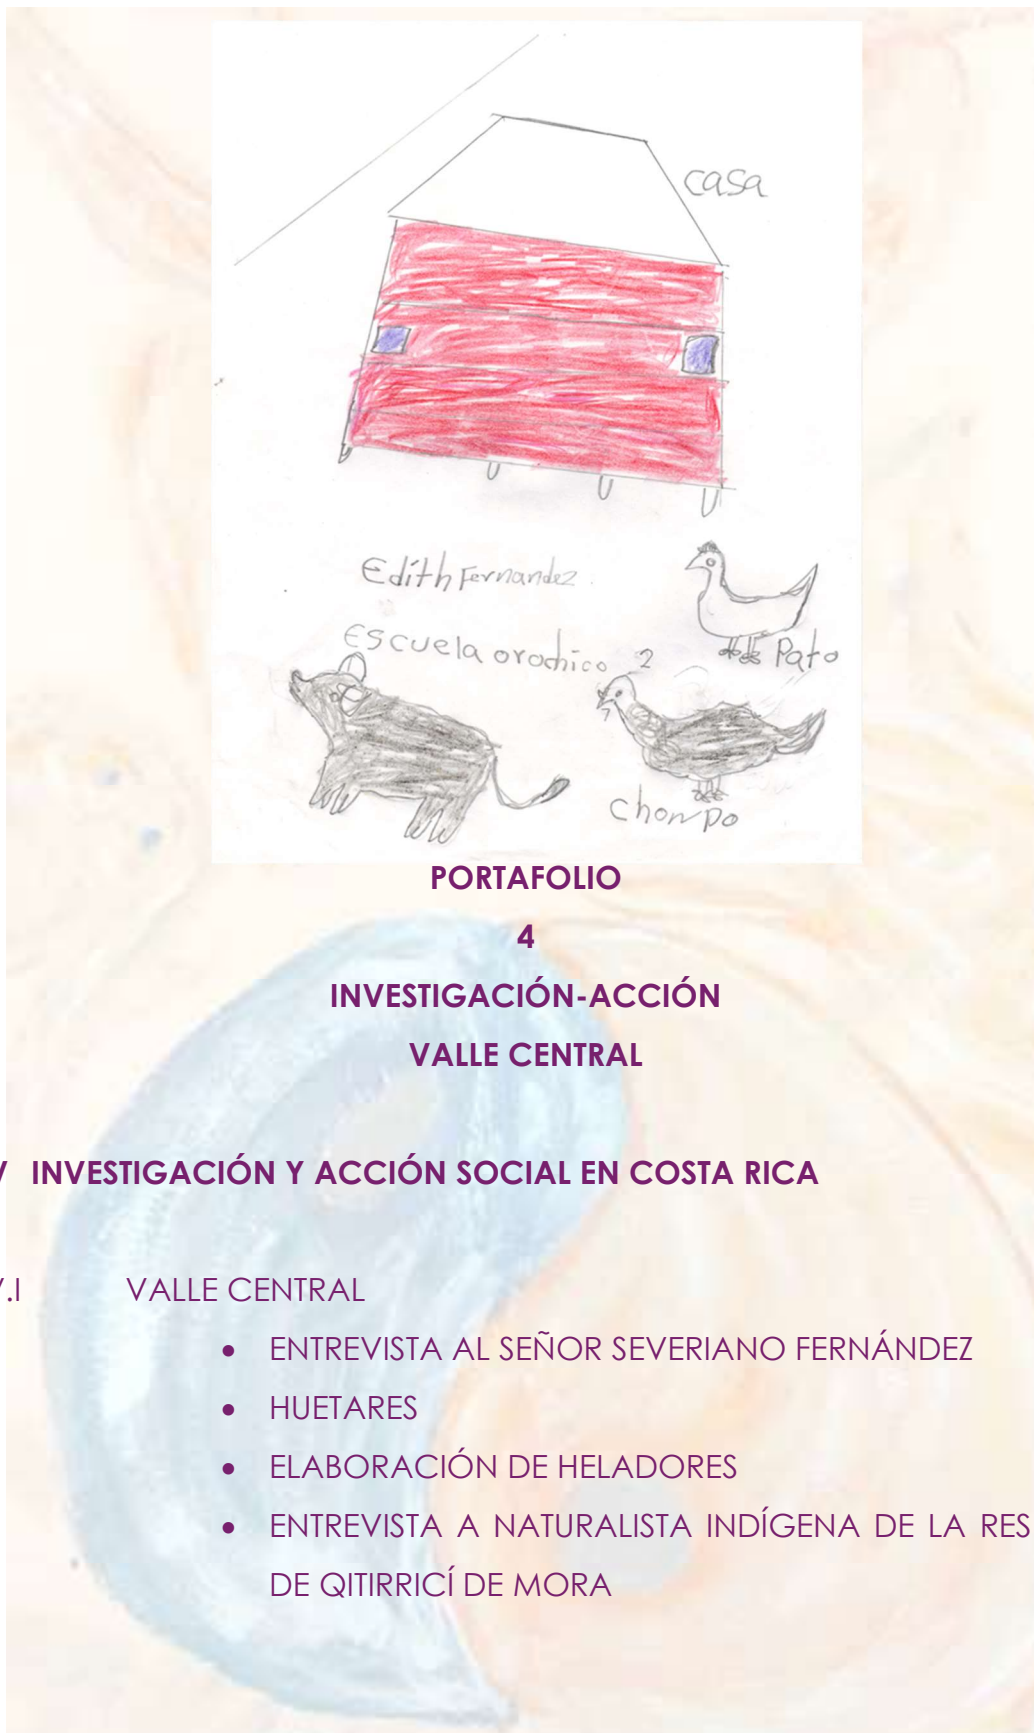 casa
Edith Fernandez
Pato
Escuela orochico 2
chompo
PORTAFOLIO
4
INVESTIGACIÓN-ACCIÓN
VALLE CENTRAL
V INVESTIGACIÓN Y ACCIÓN SOCIAL EN COSTA RICA
V.I VALLE CENTRAL
• ENTREVISTA AL SEÑOR SEVERIANO FERNÁNDEZ
• HUETARES
• ELABORACIÓN DE HELADORES
• ENTREVISTA A NATURALISTA INDÍGENA DE LA RES
DE QITIRRICÍ DE MORA